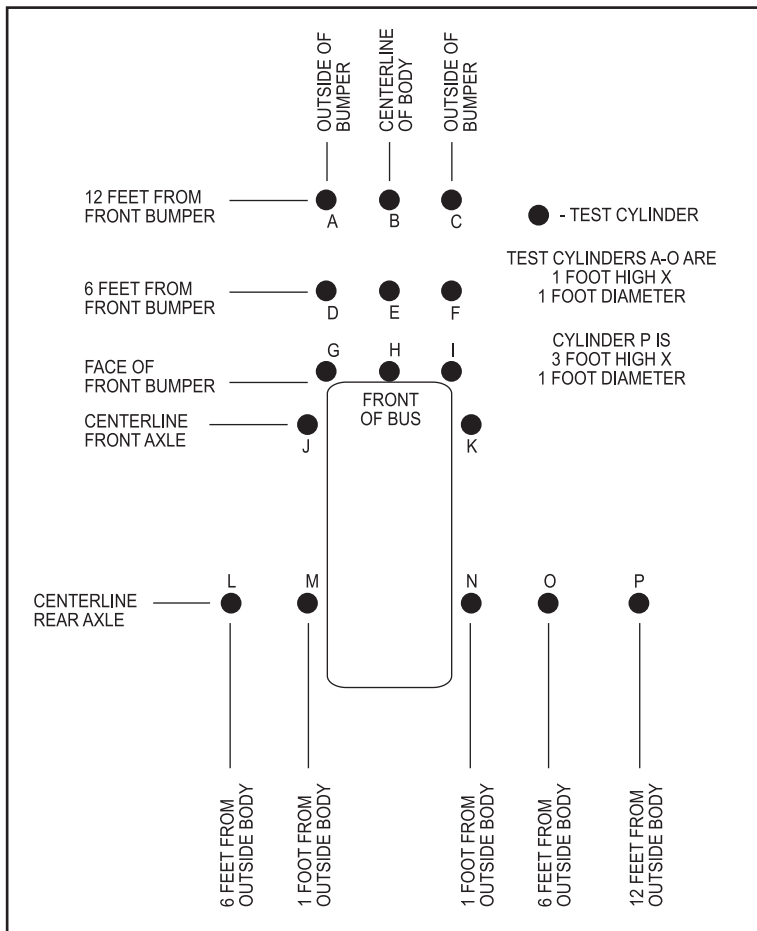 OUTSIDE OF
BUMPER
CENTERLINE
OF BODY
OUTSIDE OF
BUMPER
12 FEET FROM
FRONT BUMPER
A
B
C
- TEST CYLINDER
TEST CYLINDERS A-O ARE
1 FOOT HIGH X
1 FOOT DIAMETER
6 FEET FROM
FRONT BUMPER
D
E
F
CYLINDER P IS
3 FOOT HIGH X
1 FOOT DIAMETER
G
H
I
FACE OF
FRONT BUMPER
FRONT
OF BUS
CENTERLINE
FRONT AXLE
J
K
L
M
N
O
P
CENTERLINE
REAR AXLE
6 FEET FROM
OUTSIDE BODY
1 FOOT FROM
OUTSIDE BODY
1 FOOT FROM
OUTSIDE BODY
6 FEET FROM
OUTSIDE BODY
12 FEET FROM
OUTSIDE BODY